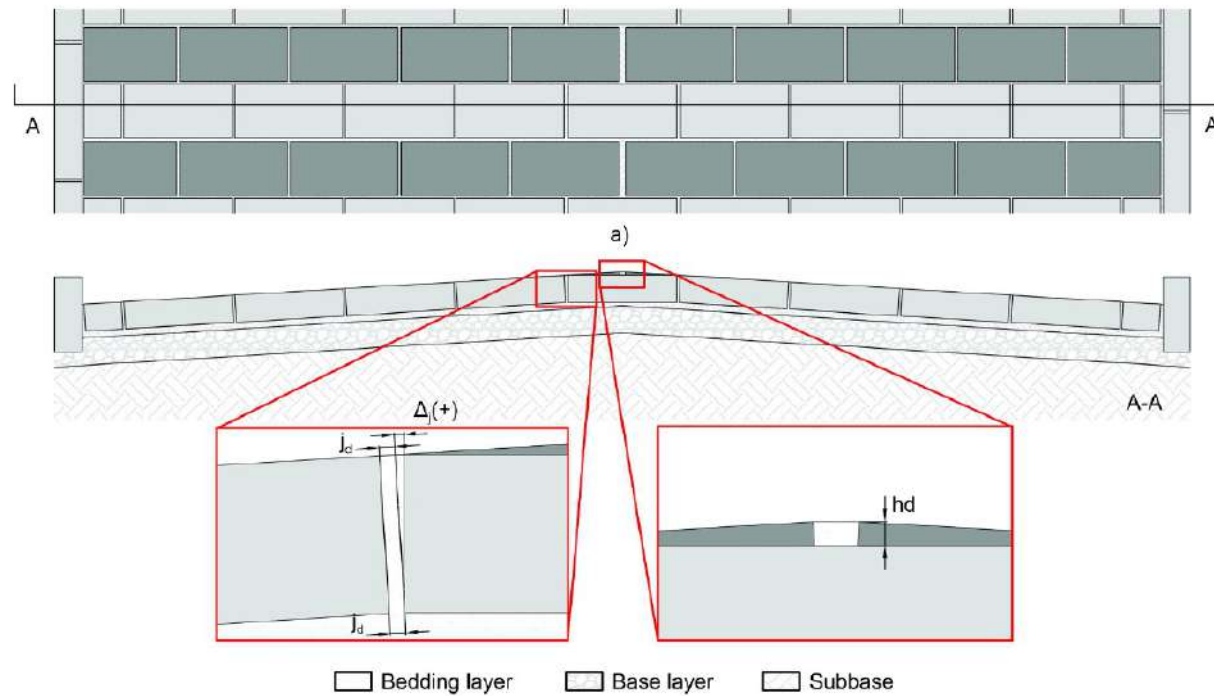 A
A
a)
A-A
Δj(+)
jd
hd
jd
Bedding layer
Base layer
Subbase